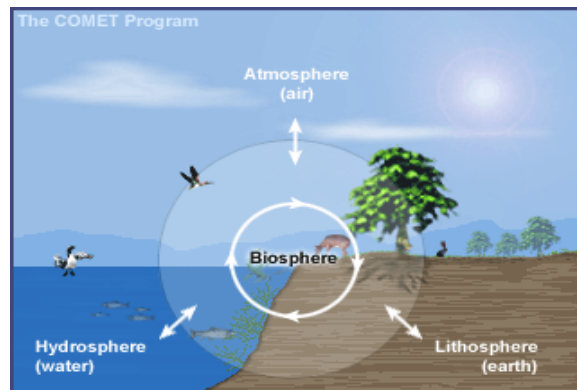 The COMET Program
Atmosphere
(air)
Biosphere
Hydrosphere
(water)
Lithosphere
(earth)